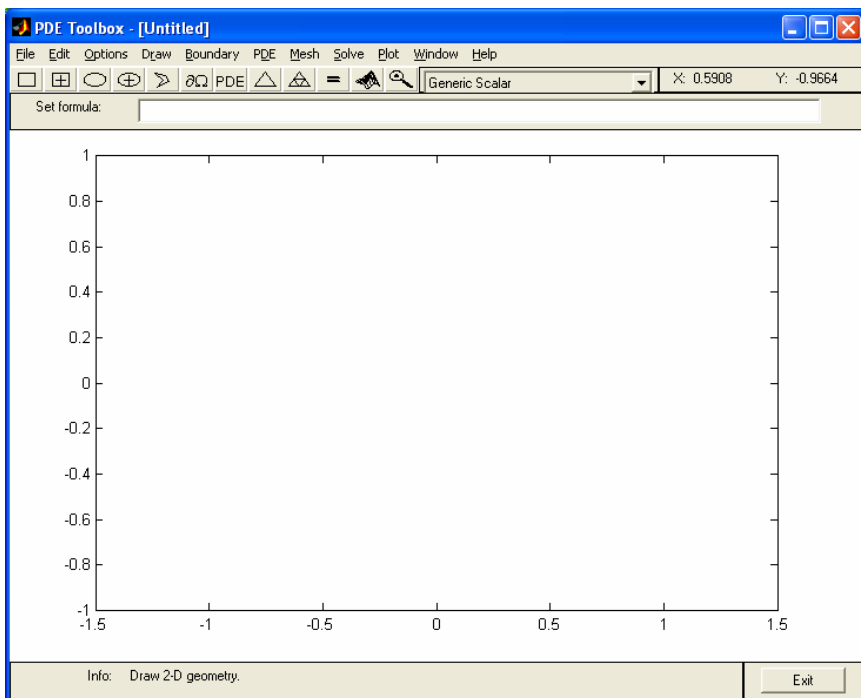 PDE Toolbox - [Untitled]
File Edit Options Draw Boundary PDE Mesh Solve Plot Window Help
∂Ω PDE = Generic Scalar X: 0.5908 Y: -0.9664
Set formula:
1
0.8
0.6
0.4
0.2
0
-0.2
-0.4
-0.6
-0.8
-1
-1.5 -1 -0.5 0 0.5 1 1.5
Info: Draw 2-D geometry. Exit